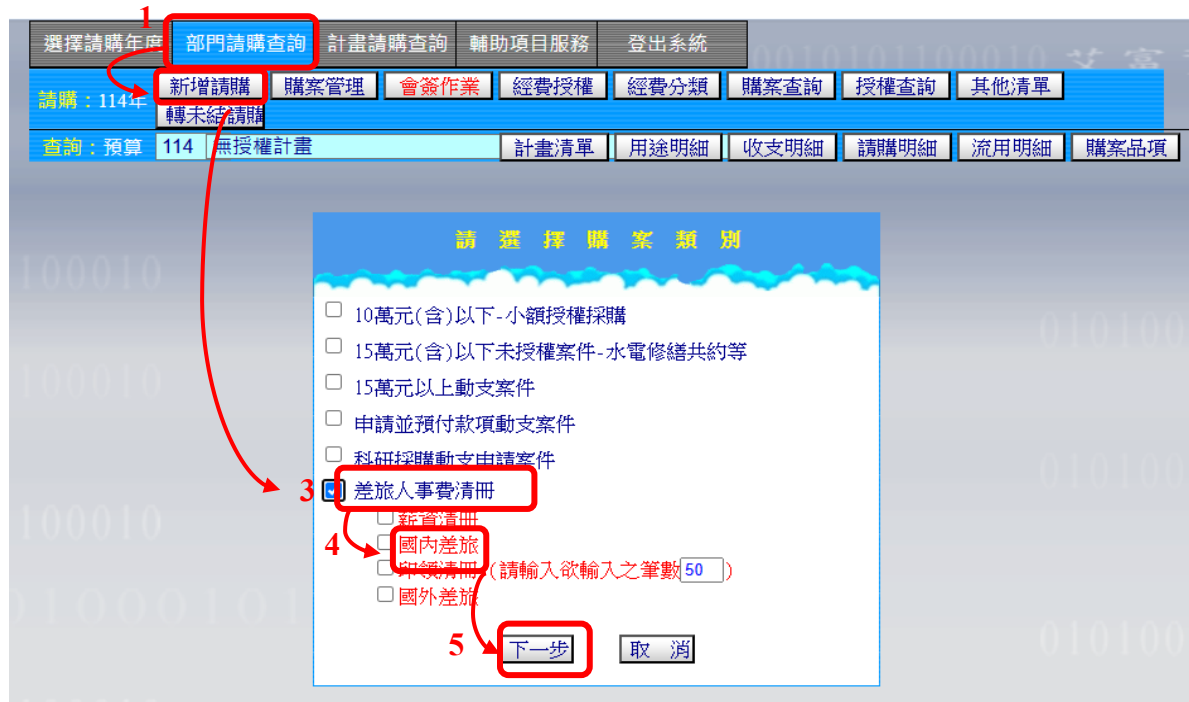 1
選擇請購年度 部門請購查詢 計畫請購查詢 輔助項目服務 登出系統
請購：114年 新增請購 購案管理 會簽作業 經費授權 經費分類 購案查詢 授權查詢 其他清單
轉未結請購
查詢：預算 114 無授權計畫 計畫清單 用途明細 收支明細 請購明細 流用明細 購案品項
請選擇購案類別
10萬元(含)以下-小額授權採購
15萬元(含)以下未授權案件-水電修繕共約等
15萬元以上動支案件
申請並預付款項動支案件
科研採購動支申請案件
3 差旅人事費清冊
薪資清冊
4 國內差旅
印領清冊 (請輸入欲輸入之筆數 50 )
國外差旅
5 下一步 取 消